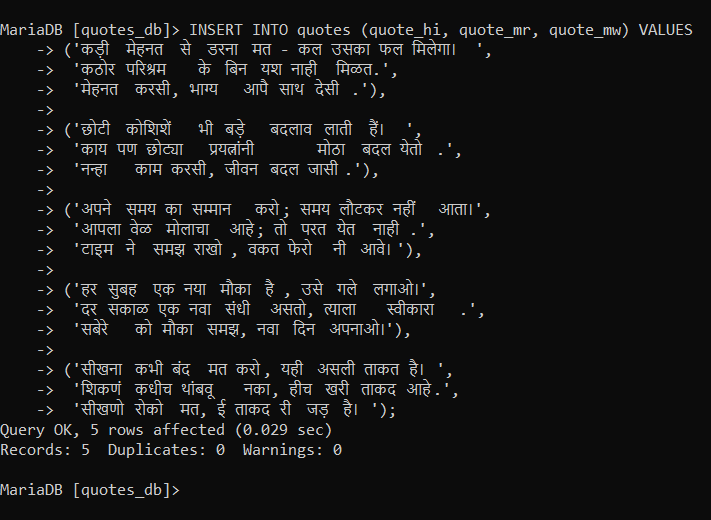 MariaDB [quotes_db]> INSERT INTO quotes (quote_hi, quote_mr, quote_mw) VALUES
    -> ('कड़ी मेहनत से डरना मत - कल उसका फल मिलेगा। ',
    ->  'कठोर परिश्रम के बिन यश नाही मिळत.',
    ->  'मेहनत करसी, भाग्य आपै साथ देसी .'),
    ->
    -> ('छोटी कोशिशें भी बड़े बदलाव लाती हैं। ',
    ->  'काय पण छोट्या प्रयत्नांनी मोठा बदल येतो .',
    ->  'नन्हा काम करसी, जीवन बदल जासी .'),
    ->
    -> ('अपने समय का सम्मान करो; समय लौटकर नहीं आता।',
    ->  'आपला वेळ मोलाचा आहे; तो परत येत नाही .',
    ->  'टाइम ने समझ राखो , वकत फेरो नी आवे। '),
    ->
    -> ('हर सुबह एक नया मौका है , उसे गले लगाओ।',
    ->  'दर सकाळ एक नवा संधी असतो, त्याला स्वीकारा .',
    ->  'सबेरे को मौका समझ, नवा दिन अपनाओ।'),
    ->
    -> ('सीखना कभी बंद मत करो, यही असली ताकत है। ',
    ->  'शिकणं कधीच थांबवू नका, हीच खरी ताकद आहे.',
    ->  'सीखणो रोको मत, ई ताकद री जड़ है। ');
Query OK, 5 rows affected (0.029 sec)
Records: 5  Duplicates: 0  Warnings: 0

MariaDB [quotes_db]>